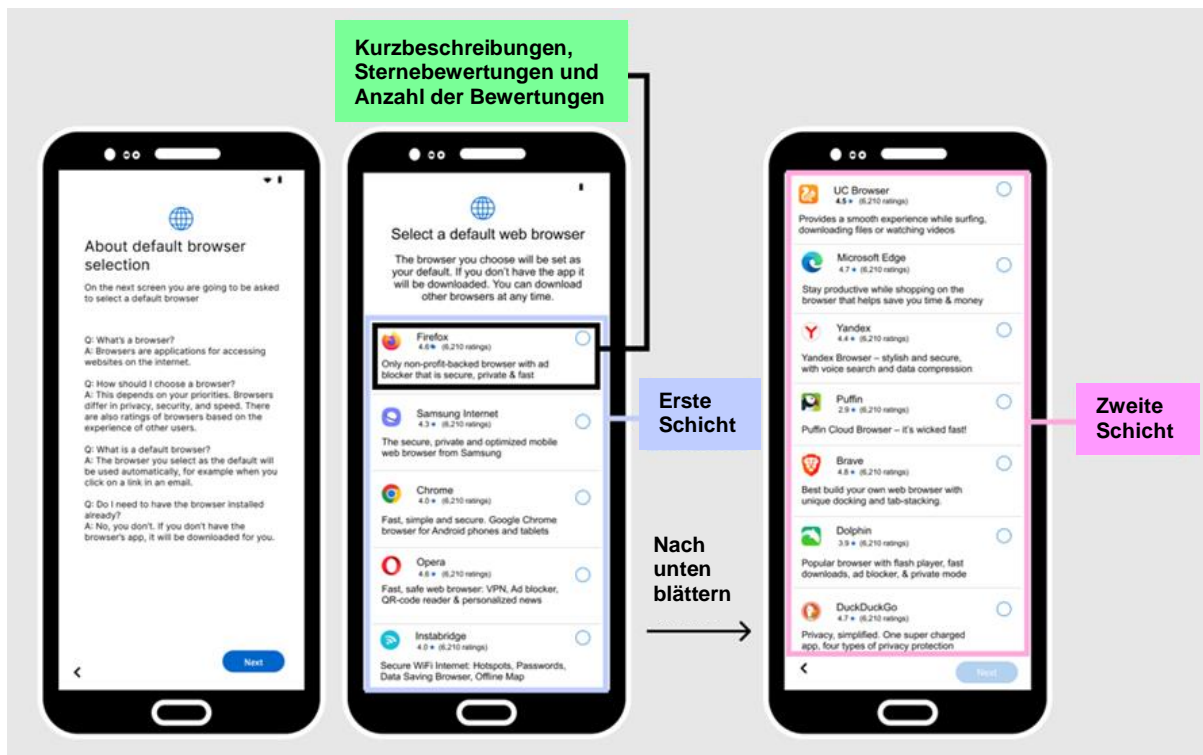 Kurzbeschreibungen,
Sternebewertungen und
Anzahl der Bewertungen
About default browser
selection
On the next screen you are going to be asked
to select a default browser
Q: What's a browser?
A: Browsers are applications for accessing
websites on the internet.
Q: How should I choose a browser?
A: This depends on your priorities. Browsers
differ in privacy, security, and speed. There
are also ratings of browsers based on the
experience of other users.
Q: What is a default browser?
A: The browser you select as the default will
be used automatically, for example when you
click on a link in an email.
Q: Do I need to have the browser installed
already?
A: No, you don't. If you don't have the
browser's app, it will be downloaded for you.
Next
Select a default web browser
The browser you choose will be set as
your default. If you don't have the app it
will be downloaded. You can download
other browsers at any time.
Firefox
4.6★ (6,210 ratings)
Only non-profit-backed browser with ad
blocker that is secure, private & fast
Samsung Internet
4.3 ★ (6,210 ratings)
The secure, private and optimized mobile
web browser from Samsung
Chrome
4.0 ★ (6,210 ratings)
Fast, simple and secure. Google Chrome
browser for Android phones and tablets
Opera
4.6 ★ (6,210 ratings)
Fast, safe web browser: VPN, Ad blocker,
QR-code reader & personalized news
Instabridge
4.0 ★ (6,210 ratings)
Secure WiFi Internet: Hotspots, Passwords,
Data Saving Browser, Offline Map
Erste
Schicht
Nach
unten
blättern
UC Browser
4.5 ★ (6,210 ratings)
Provides a smooth experience while surfing,
downloading files or watching videos
Microsoft Edge
4.7 ★ (6,210 ratings)
Stay productive while shopping on the
browser that helps save you time & money
Yandex
4.4 ★ (6,210 ratings)
Yandex Browser – stylish and secure,
with voice search and data compression
Puffin
2.9 ★ (6,210 ratings)
Puffin Cloud Browser – it's wicked fast!
Brave
4.8 ★ (6,210 ratings)
Best build your own web browser with
unique docking and tab-stacking.
Dolphin
3.9 ★ (6,210 ratings)
Popular browser with flash player, fast
downloads, ad blocker, & private mode
DuckDuckGo
4.7 ★ (6,210 ratings)
Privacy, simplified. One super charged
app, four types of privacy protection
Next
Zweite
Schicht